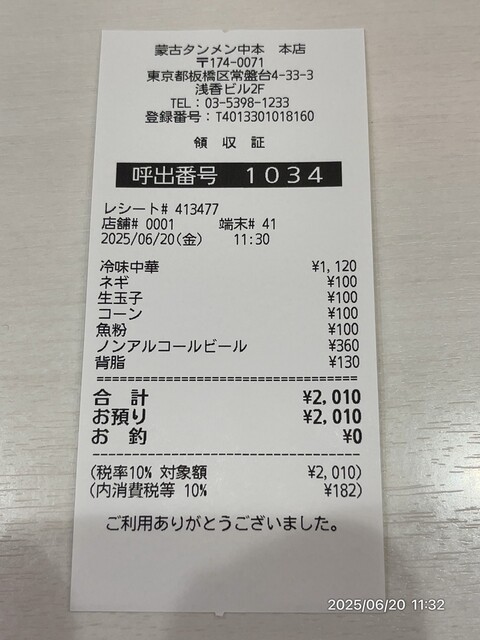 蒙古タンメン中本　本店
〒174-0071
東京都板橋区常盤台4-33-3
浅香ビル2F
TEL：03-5398-1233
登録番号：T4013301018160
領　収　証
呼出番号　1034
レシート# 413477
店舗# 0001　端末# 41
2025/06/20(金)　11:30
冷味中華　¥1,120
ネギ　¥100
生玉子　¥100
コーン　¥100
魚粉　¥100
ノンアルコールビール　¥360
背脂　¥130
======================================
合　計　¥2,010
お預り　¥2,010
お　釣　¥0
--------------------------------------
(税率10% 対象額　¥2,010)
(内消費税等 10%　¥182)
ご利用ありがとうございました。
2025/06/20 11:32